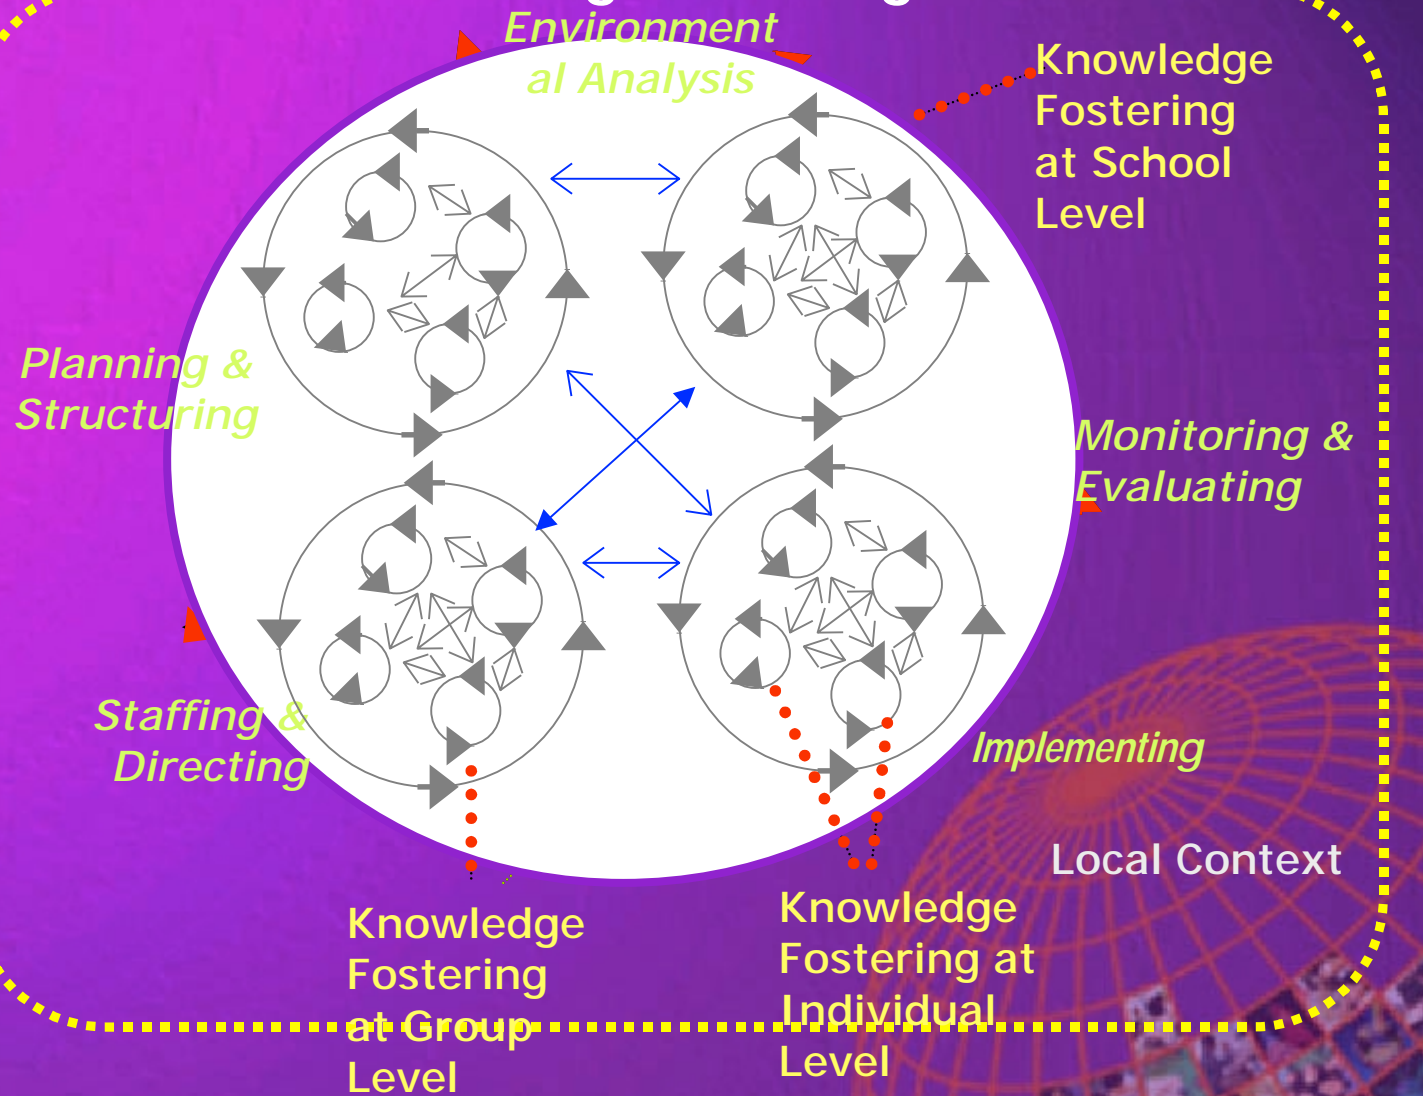 Environment
al Analysis
Knowledge
Fostering
at School
Level
Planning &
Structuring
Monitoring &
Evaluating
Staffing &
Directing
Implementing
Local Context
Knowledge
Fostering
at Group
Level
Knowledge
Fostering at
Individual
Level